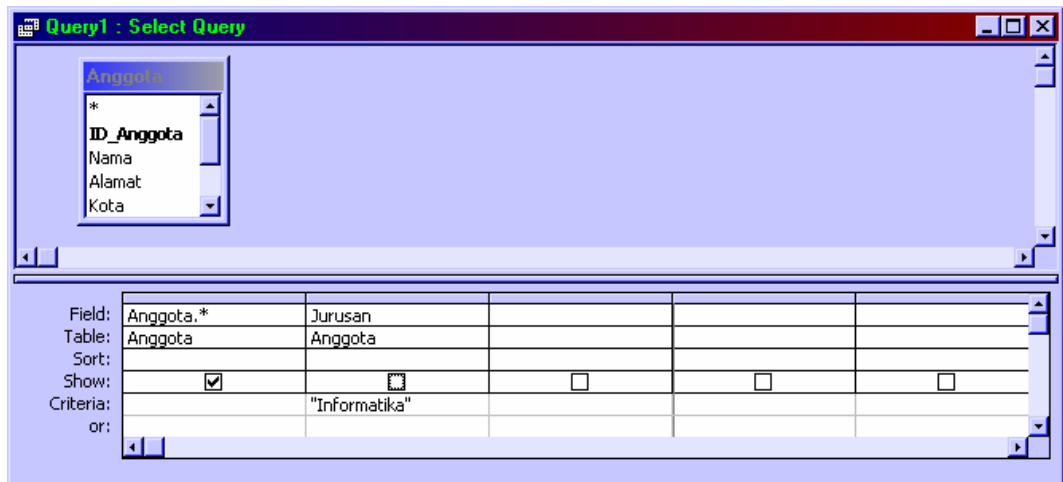 Query1 : Select Query
Anggota
*
ID_Anggota
Nama
Alamat
Kota
Field: Anggota.* Jurusan
Table: Anggota Anggota
Sort:
Show:
Criteria: "Informatika"
or: